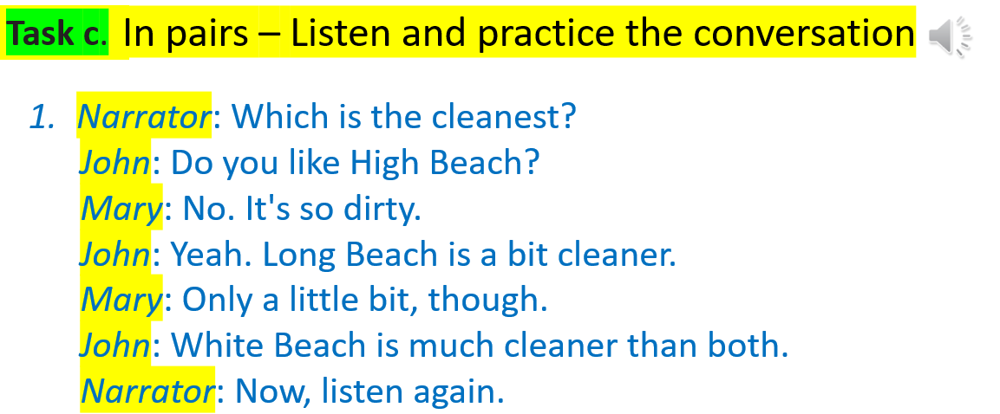 Task c. In pairs – Listen and practice the conversation
1. Narrator: Which is the cleanest?
John: Do you like High Beach?
Mary: No. It's so dirty.
John: Yeah. Long Beach is a bit cleaner.
Mary: Only a little bit, though.
John: White Beach is much cleaner than both.
Narrator: Now, listen again.